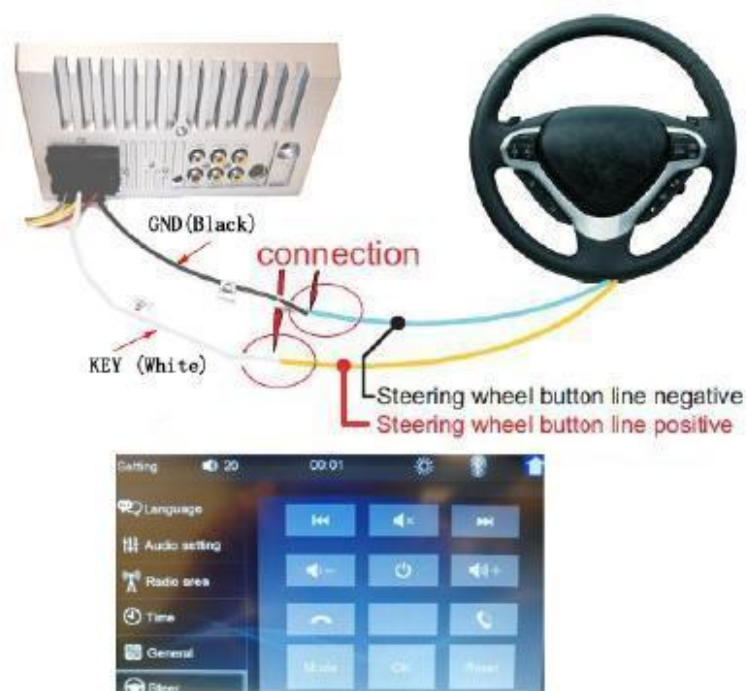 GND(Black)
connection
KEY (White)
Steering wheel button line negative
Steering wheel button line positive
Setting 20 00:01
Language
Audio setting
Radio area
Time
General
Steer
Mode OK Reset